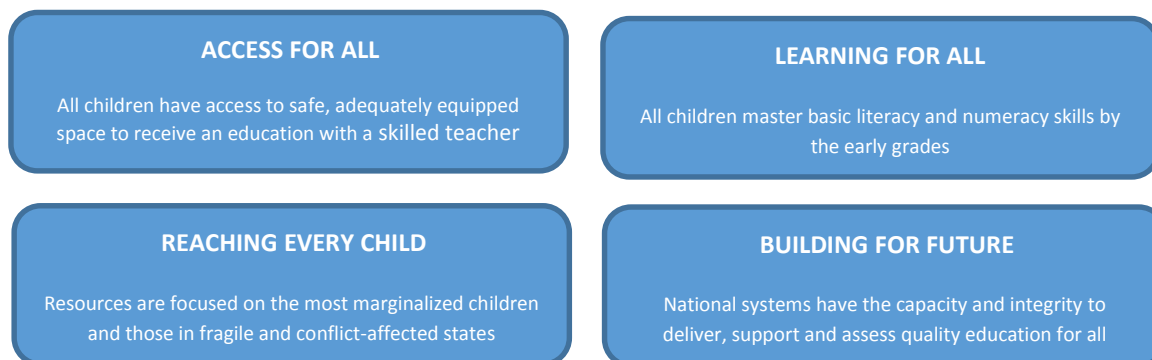 ACCESS FOR ALL
All children have access to safe, adequately equipped
space to receive an education with a skilled teacher
LEARNING FOR ALL
All children master basic literacy and numeracy skills by
the early grades
REACHING EVERY CHILD
Resources are focused on the most marginalized children
and those in fragile and conflict-affected states
BUILDING FOR FUTURE
National systems have the capacity and integrity to
deliver, support and assess quality education for all